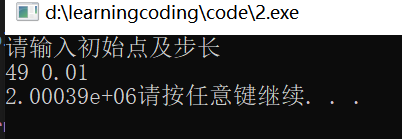 d:\learningcoding\code\2.exe
请输入初始点及步长
49 0.01
2.00039e+06请按任意键继续. . .